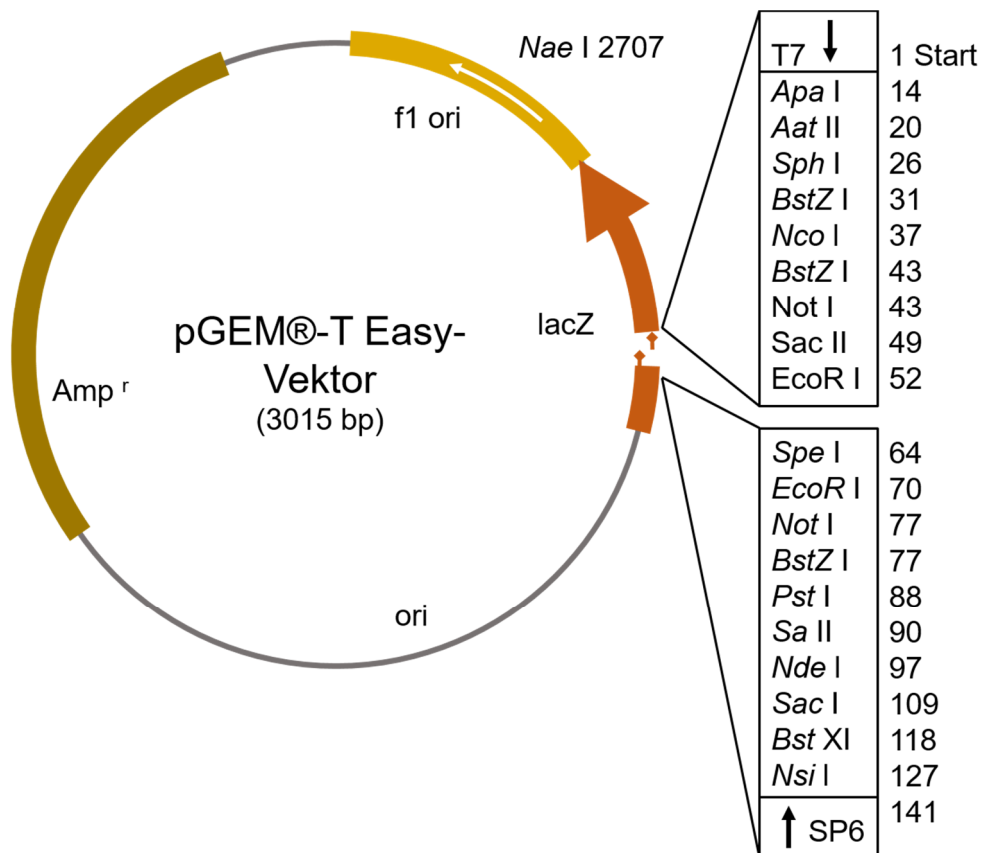 Nae I 2707
f1 ori
lacZ
pGEM®-T Easy-
Vektor
(3015 bp)
Amp r
ori
T7 1 Start
Apa I 14
Aat II 20
Sph I 26
BstZ I 31
Nco I 37
BstZ I 43
Not I 43
Sac II 49
EcoR I 52
Spe I 64
EcoR I 70
Not I 77
BstZ I 77
Pst I 88
Sa II 90
Nde I 97
Sac I 109
Bst XI 118
Nsi I 127
141
SP6